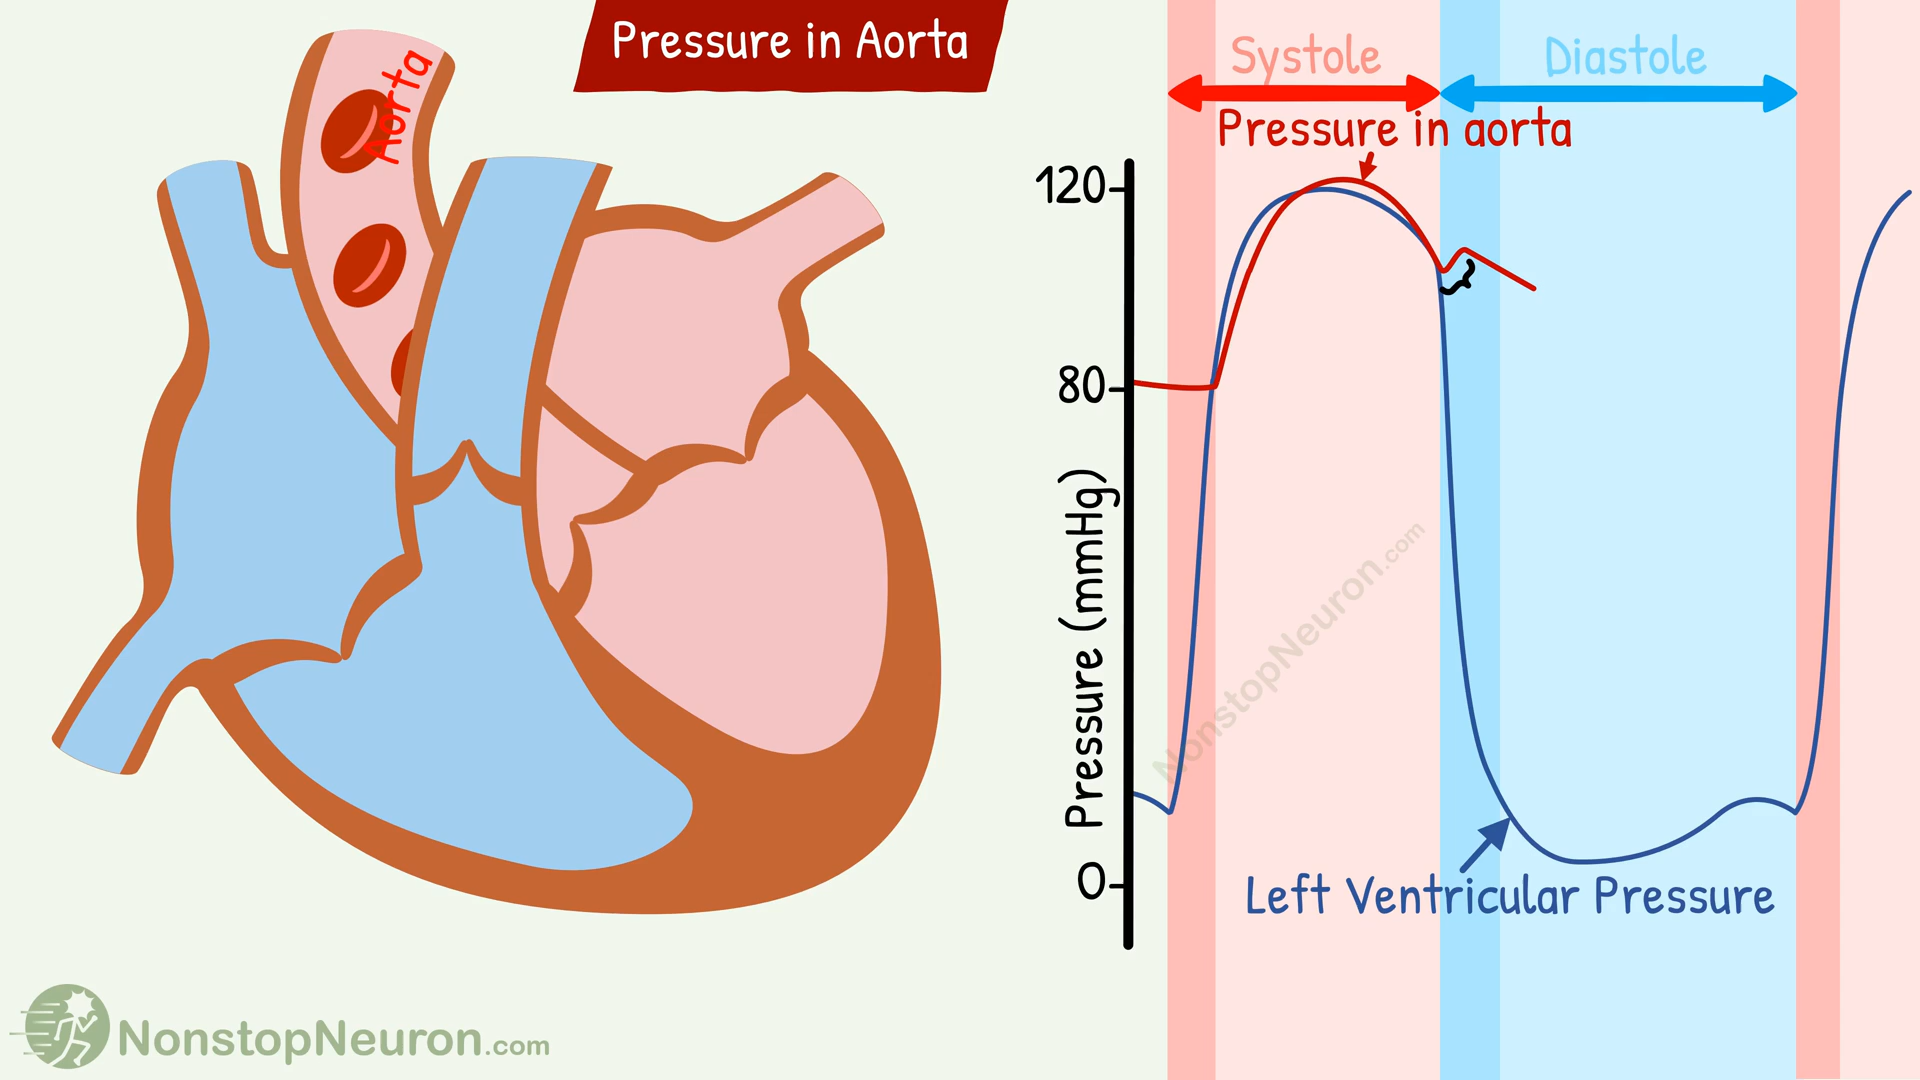 Pressure in Aorta
Aorta
Systole
Diastole
Pressure in aorta
120
80
0
Pressure (mmHg)
Left Ventricular Pressure
NonstopNeuron.com
NonstopNeuron.com